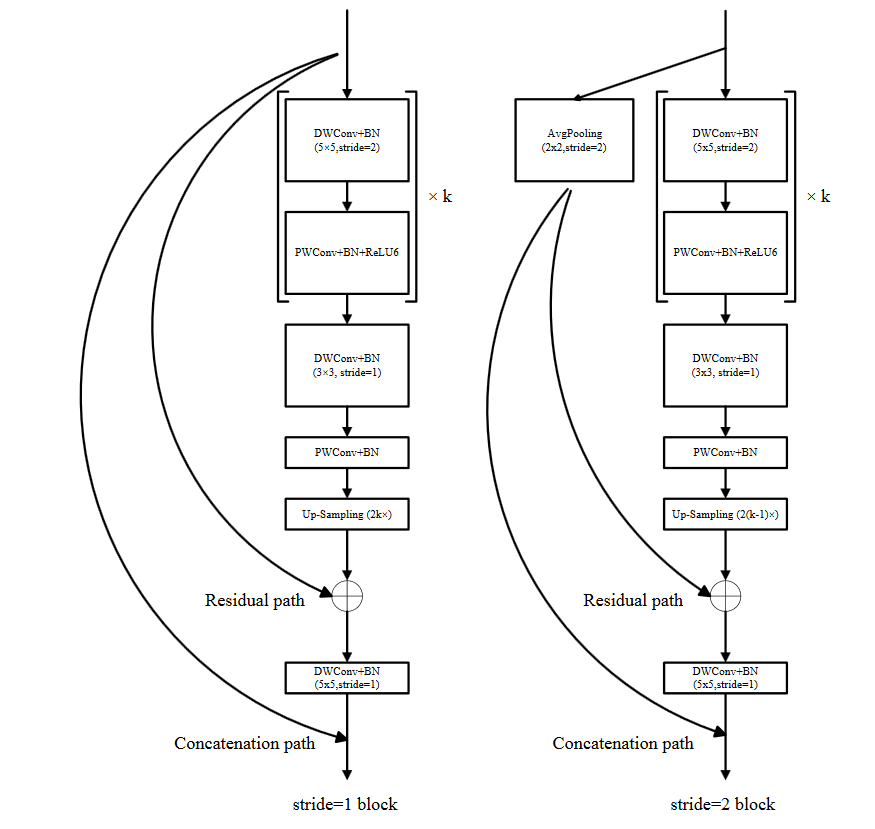 DWConv+BN
(5×5,stride=2)
PWConv+BN+ReLU6
× k
DWConv+BN
(3×3, stride=1)
PWConv+BN
Up-Sampling (2k×)
Residual path
DWConv+BN
(5x5,stride=1)
Concatenation path
stride=1 block
AvgPooling
(2x2,stride=2)
DWConv+BN
(5x5,stride=2)
PWConv+BN+ReLU6
× k
DWConv+BN
(3x3, stride=1)
PWConv+BN
Up-Sampling (2(k-1)×)
Residual path
DWConv+BN
(5x5,stride=1)
Concatenation path
stride=2 block